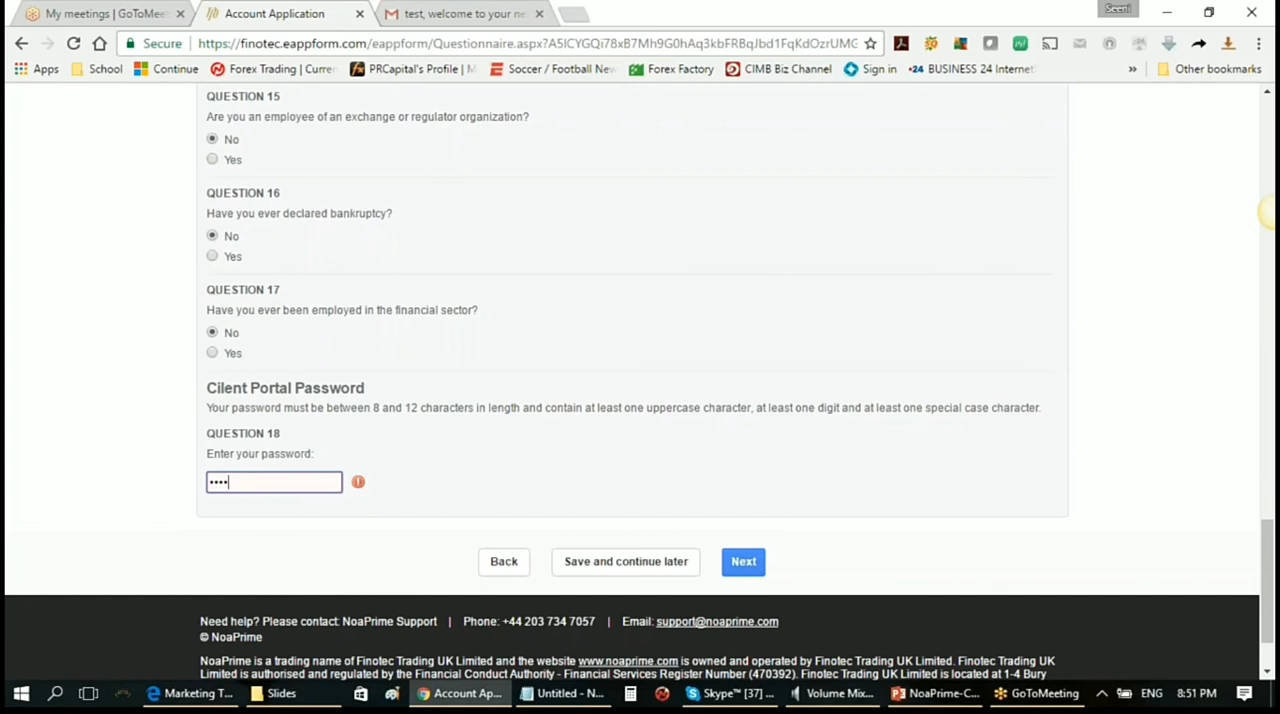 My meetings | GoToMee
Account Application
test, welcome to your ne
Seeni
Secure
https://finotec.eappform.com/eappform/Questionnaire.aspx?A5lCYGQi78xB7Mh9G0hAq3kbFRBqJbd1FqKdOzrUMG
Apps
School
Continue
Forex Trading | Curren
PRCapital's Profile | M
Soccer / Football New
Forex Factory
CIMB Biz Channel
Sign in
BUSINESS 24 Internet
»
Other bookmarks
QUESTION 15
Are you an employee of an exchange or regulator organization?
No
Yes
QUESTION 16
Have you ever declared bankruptcy?
No
Yes
QUESTION 17
Have you ever been employed in the financial sector?
No
Yes
Cilent Portal Password
Your password must be between 8 and 12 characters in length and contain at least one uppercase character, at least one digit and at least one special case character.
QUESTION 18
Enter your password:
••••
Back
Save and continue later
Next
Need help? Please contact: NoaPrime Support | Phone: +44 203 734 7057 | Email: support@noaprime.com
© NoaPrime
NoaPrime is a trading name of Finotec Trading UK Limited and the website www.noaprime.com is owned and operated by Finotec Trading UK Limited. Finotec Trading UK
Limited is authorised and regulated by the Financial Conduct Authority - Financial Services Register Number (470392). Finotec Trading UK Limited is located at 1-4 Bury
Marketing T...
Slides
Account Ap...
Untitled - N...
Skype™ [37] ...
Volume Mix...
NoaPrime-C...
GoToMeeting
ENG
8:51 PM